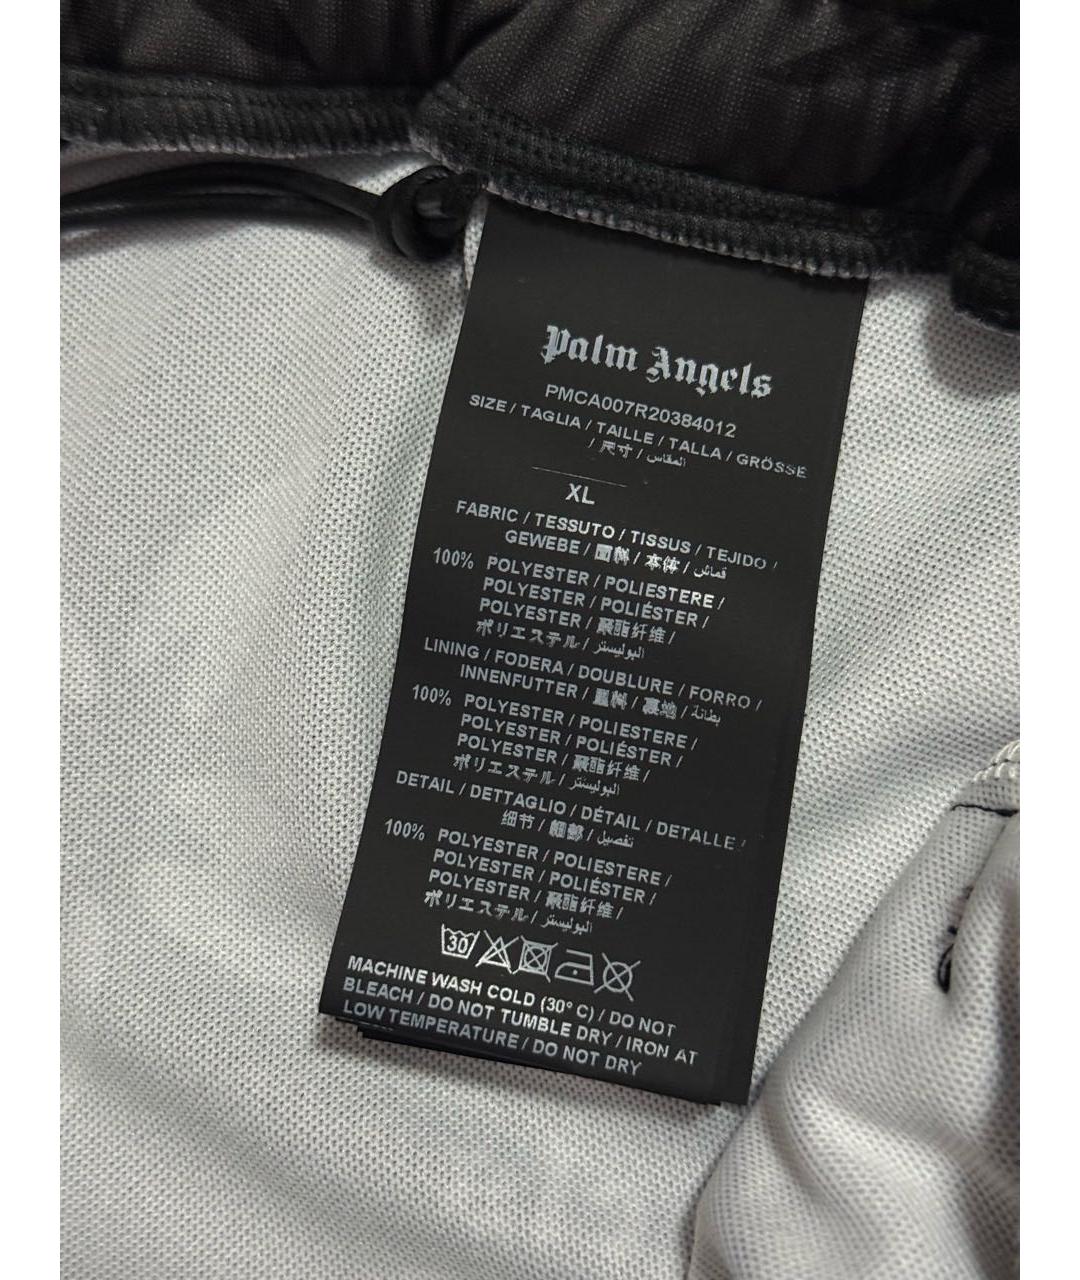 Palm Angels
PMCA007R20384012
SIZE / TAGLIA / TAILLE / TALLA / GRÖSSE
/ 尺寸 / المقاس
XL
FABRIC / TESSUTO / TISSUS / TEJIDO /
GEWEBE / 面料 / 本体 / قماش
100% POLYESTER / POLIESTERE /
POLYESTER / POLIÉSTER /
POLYESTER / 聚酯纤维 /
ポリエステル / البوليستر
LINING / FODERA / DOUBLURE / FORRO /
INNENFUTTER / 里料 / 裏地 / بطانة
100% POLYESTER / POLIESTERE /
POLYESTER / POLIÉSTER /
POLYESTER / 聚酯纤维 /
ポリエステル / البوليستر
DETAIL / DETTAGLIO / DÉTAIL / DETALLE /
细节 / 細部 / تفصيل
100% POLYESTER / POLIESTERE /
POLYESTER / POLIÉSTER /
POLYESTER / 聚酯纤维 /
ポリエステル / البوليستر
30
MACHINE WASH COLD (30° C) / DO NOT
BLEACH / DO NOT TUMBLE DRY / IRON AT
LOW TEMPERATURE / DO NOT DRY